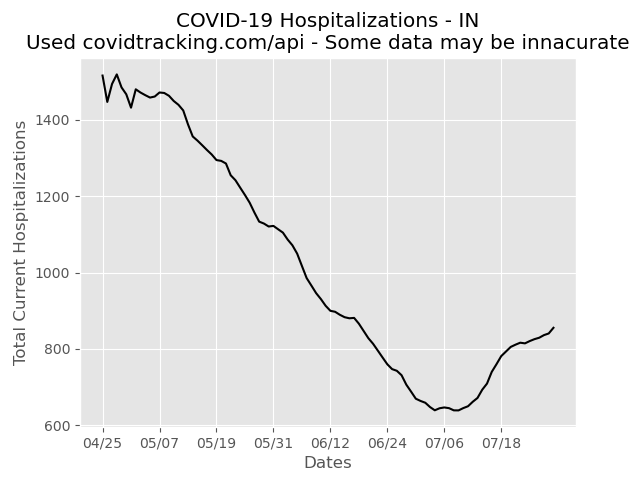 COVID-19 Hospitalizations - IN
Used covidtracking.com/api - Some data may be innacurate
Total Current Hospitalizations
1400
1200
1000
800
600
04/25 05/07 05/19 05/31 06/12 06/24 07/06 07/18
Dates